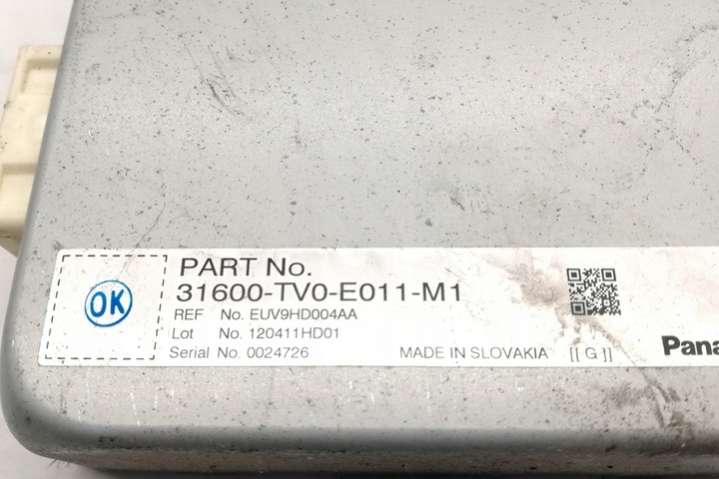 OK
PART No.
31600-TV0-E011-M1
REF No. EUV9HD004AA
Lot No. 120411HD01
Serial No. 0024726
MADE IN SLOVAKIA [[ G ]]
Pana